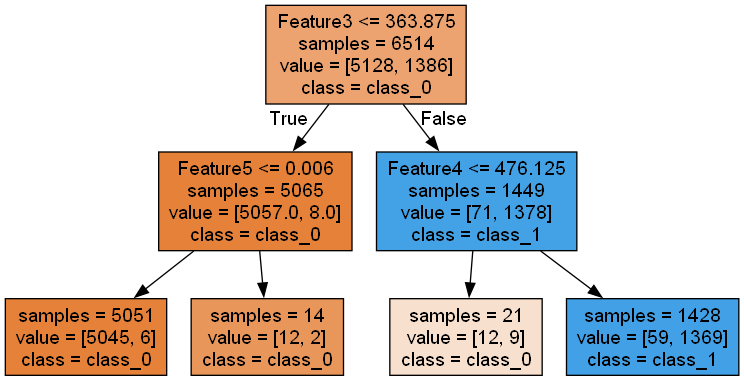 Feature3 <= 363.875
samples = 6514
value = [5128, 1386]
class = class_0
True
False
Feature5 <= 0.006
samples = 5065
value = [5057.0, 8.0]
class = class_0
Feature4 <= 476.125
samples = 1449
value = [71, 1378]
class = class_1
samples = 5051
value = [5045, 6]
class = class_0
samples = 14
value = [12, 2]
class = class_0
samples = 21
value = [12, 9]
class = class_0
samples = 1428
value = [59, 1369]
class = class_1